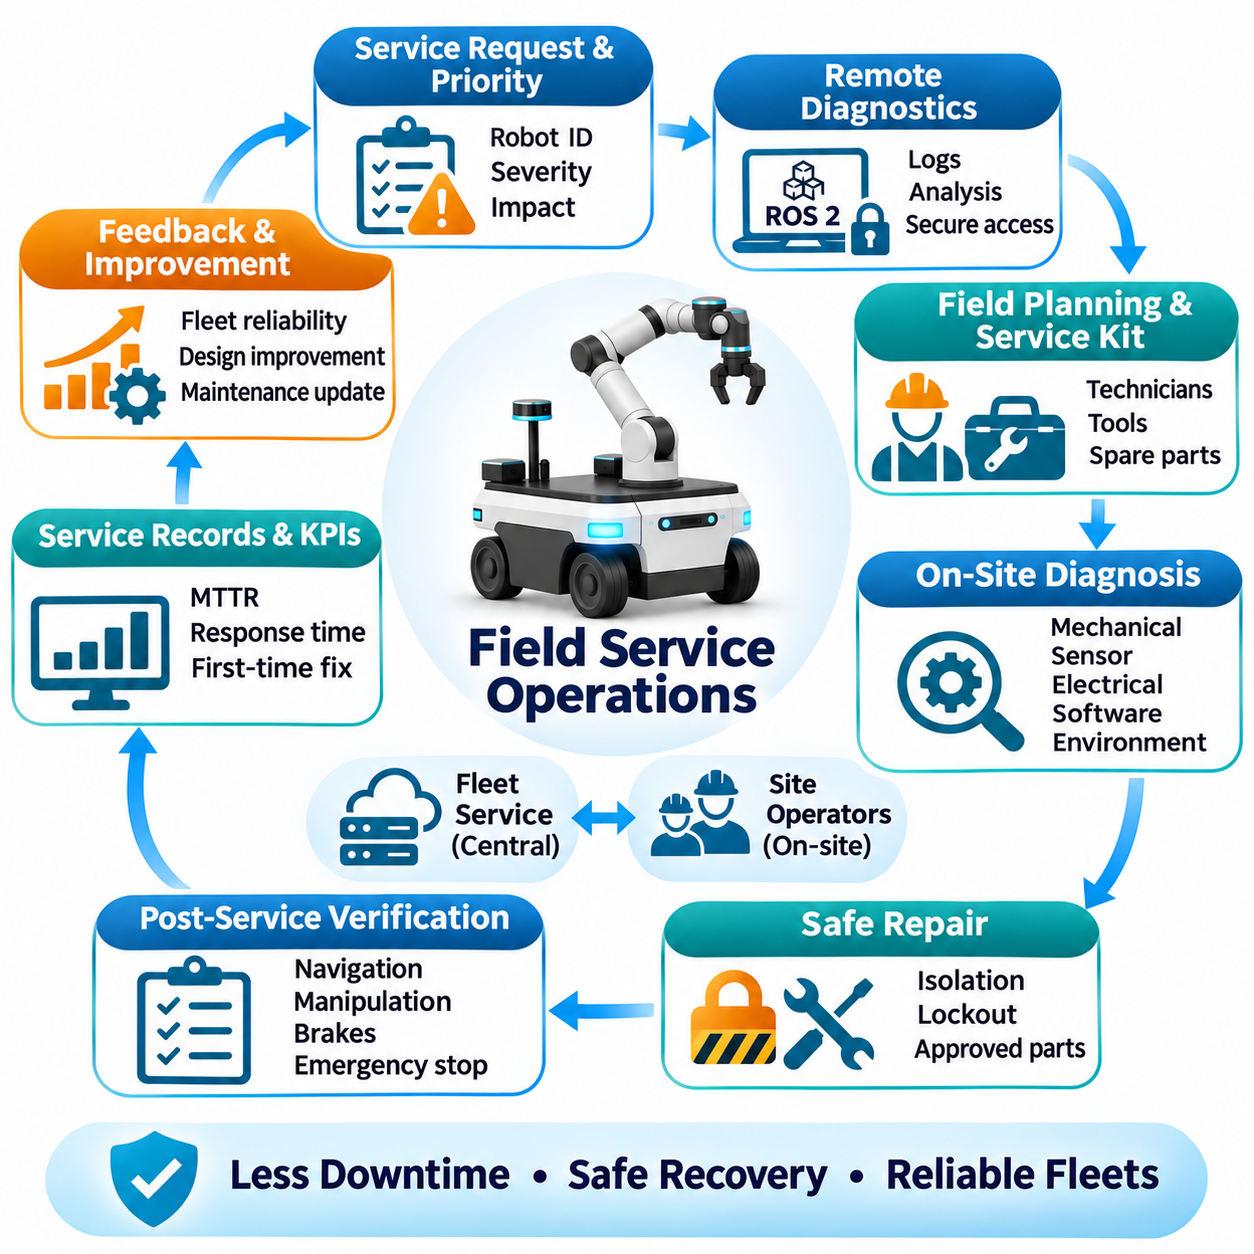 Service Request &
Priority
Robot ID
Severity
Impact
Remote
Diagnostics
ROS 2
Logs
Analysis
Secure access
Field Planning &
Service Kit
Technicians
Tools
Spare parts
On-Site Diagnosis
Mechanical
Sensor
Electrical
Software
Environment
Safe Repair
Isolation
Lockout
Approved parts
Post-Service Verification
Navigation
Manipulation
Brakes
Emergency stop
Service Records & KPIs
MTTR
Response time
First-time fix
Feedback &
Improvement
Fleet reliability
Design improvement
Maintenance update
Field Service
Operations
Fleet
Service
(Central)
Site
Operators
(On-site)
Less Downtime • Safe Recovery • Reliable Fleets